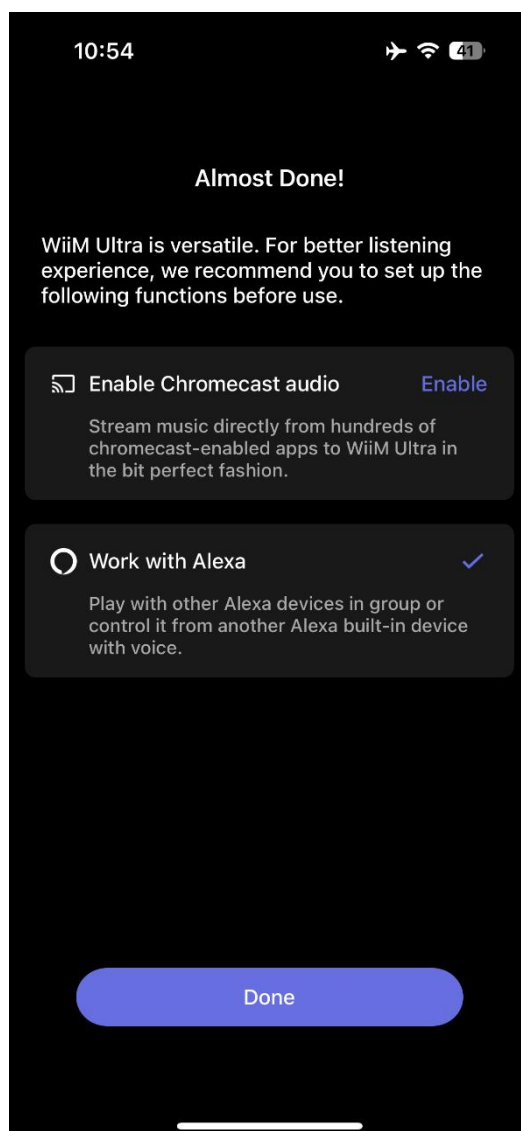 10:54
41
Almost Done!
WiiM Ultra is versatile. For better listening
experience, we recommend you to set up the
following functions before use.
Enable Chromecast audio Enable
Stream music directly from hundreds of
chromecast-enabled apps to WiiM Ultra in
the bit perfect fashion.
Work with Alexa
Play with other Alexa devices in group or
control it from another Alexa built-in device
with voice.
Done